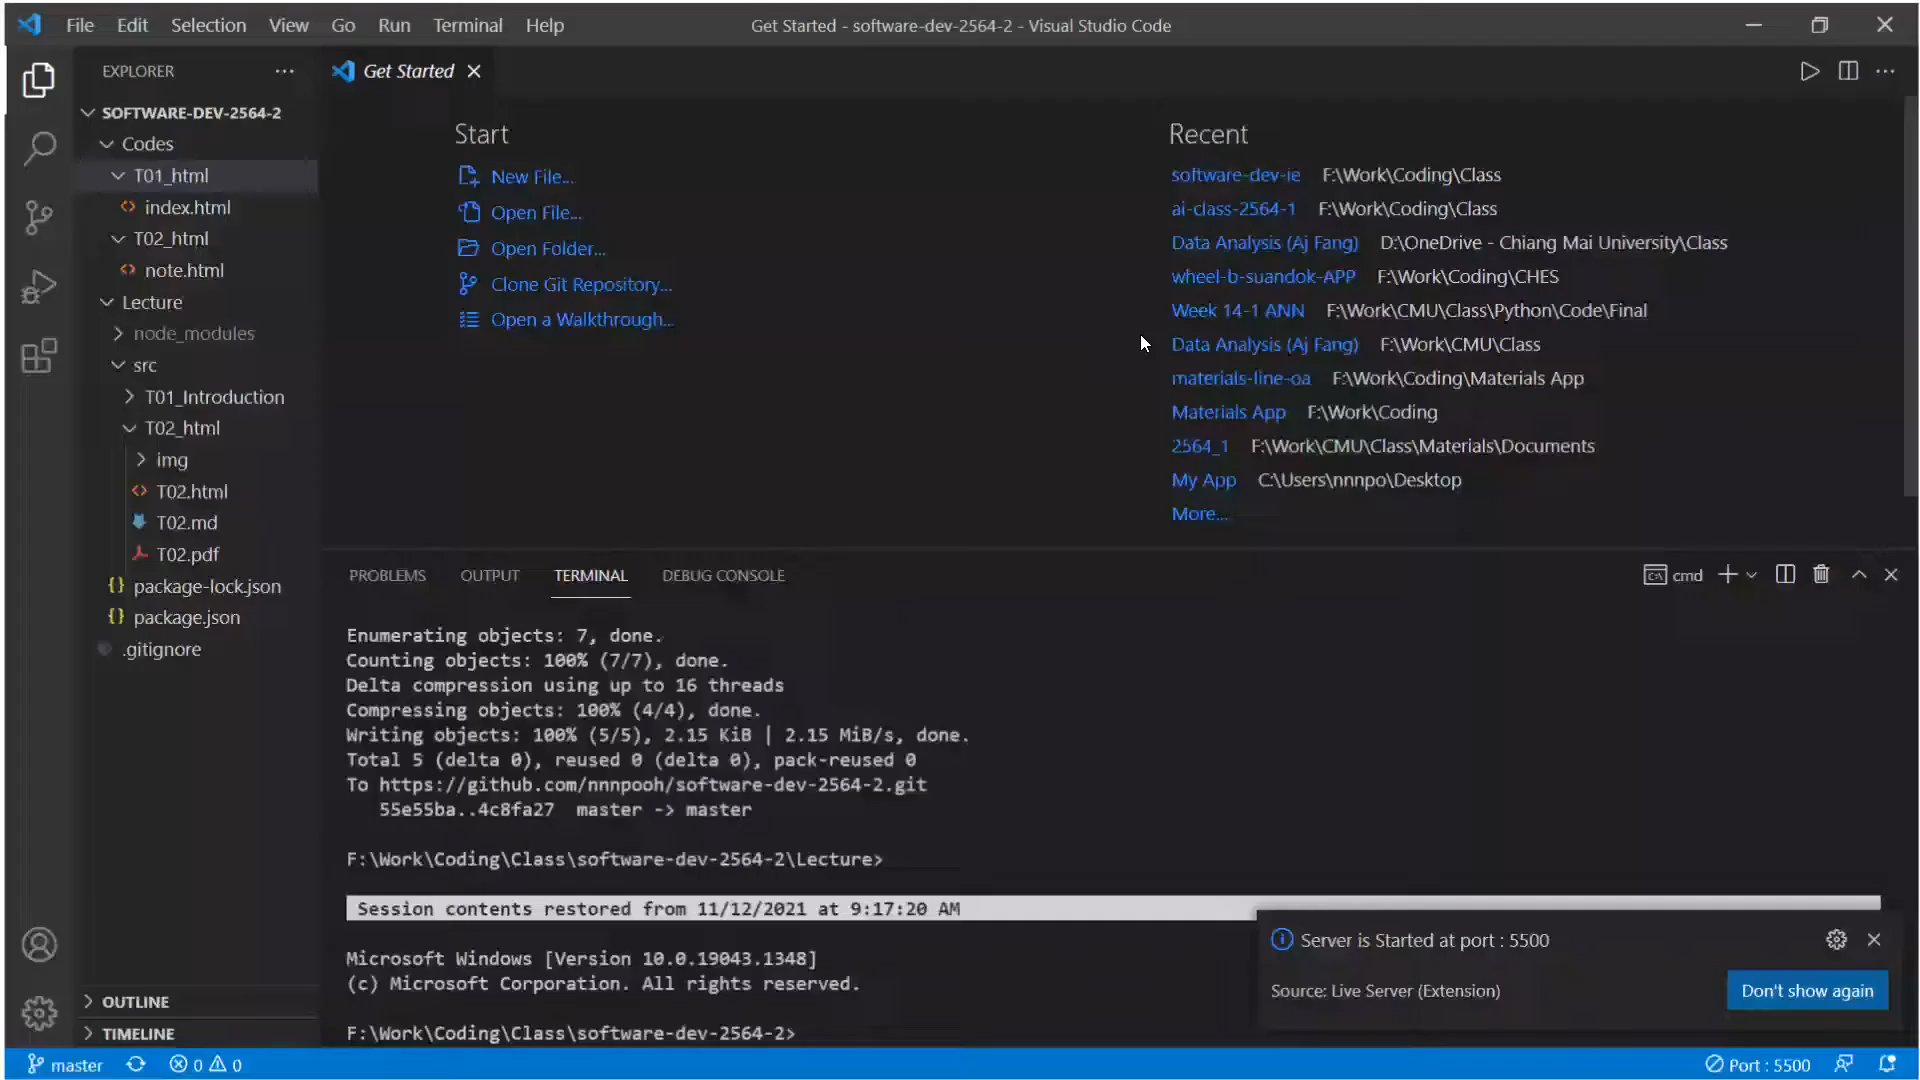 File Edit Selection View Go Run Terminal Help
Get Started - software-dev-2564-2 - Visual Studio Code
EXPLORER
SOFTWARE-DEV-2564-2
Codes
T01_html
index.html
T02_html
note.html
Lecture
node_modules
src
T01_Introduction
T02_html
img
T02.html
T02.md
T02.pdf
package-lock.json
package.json
.gitignore
OUTLINE
TIMELINE
Get Started
Start
New File...
Open File...
Open Folder...
Clone Git Repository...
Open a Walkthrough...
Recent
software-dev-ie F:\Work\Coding\Class
ai-class-2564-1 F:\Work\Coding\Class
Data Analysis (Aj Fang) D:\OneDrive - Chiang Mai University\Class
wheel-b-suandok-APP F:\Work\Coding\CHES
Week 14-1 ANN F:\Work\CMU\Class\Python\Code\Final
Data Analysis (Aj Fang) F:\Work\CMU\Class
materials-line-oa F:\Work\Coding\Materials App
Materials App F:\Work\Coding
2564_1 F:\Work\CMU\Class\Materials\Documents
My App C:\Users\nnnpo\Desktop
More...
PROBLEMS OUTPUT TERMINAL DEBUG CONSOLE
cmd
Enumerating objects: 7, done.
Counting objects: 100% (7/7), done.
Delta compression using up to 16 threads
Compressing objects: 100% (4/4), done.
Writing objects: 100% (5/5), 2.15 KiB | 2.15 MiB/s, done.
Total 5 (delta 0), reused 0 (delta 0), pack-reused 0
To https://github.com/nnnpooh/software-dev-2564-2.git
55e55ba..4c8fa27 master -> master
F:\Work\Coding\Class\software-dev-2564-2\Lecture>
Session contents restored from 11/12/2021 at 9:17:20 AM
Microsoft Windows [Version 10.0.19043.1348]
(c) Microsoft Corporation. All rights reserved.
F:\Work\Coding\Class\software-dev-2564-2>
Server is Started at port : 5500
Source: Live Server (Extension)
Don't show again
master 0 0
Port : 5500